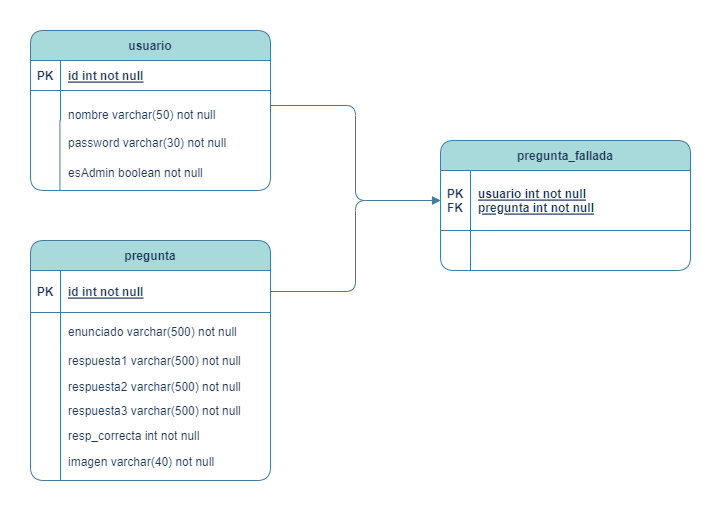 usuario
PK id int not null
nombre varchar(50) not null
password varchar(30) not null
esAdmin boolean not null
pregunta_fallada
PK usuario int not null
FK pregunta int not null
pregunta
PK id int not null
enunciado varchar(500) not null
respuesta1 varchar(500) not null
respuesta2 varchar(500) not null
respuesta3 varchar(500) not null
resp_correcta int not null
imagen varchar(40) not null